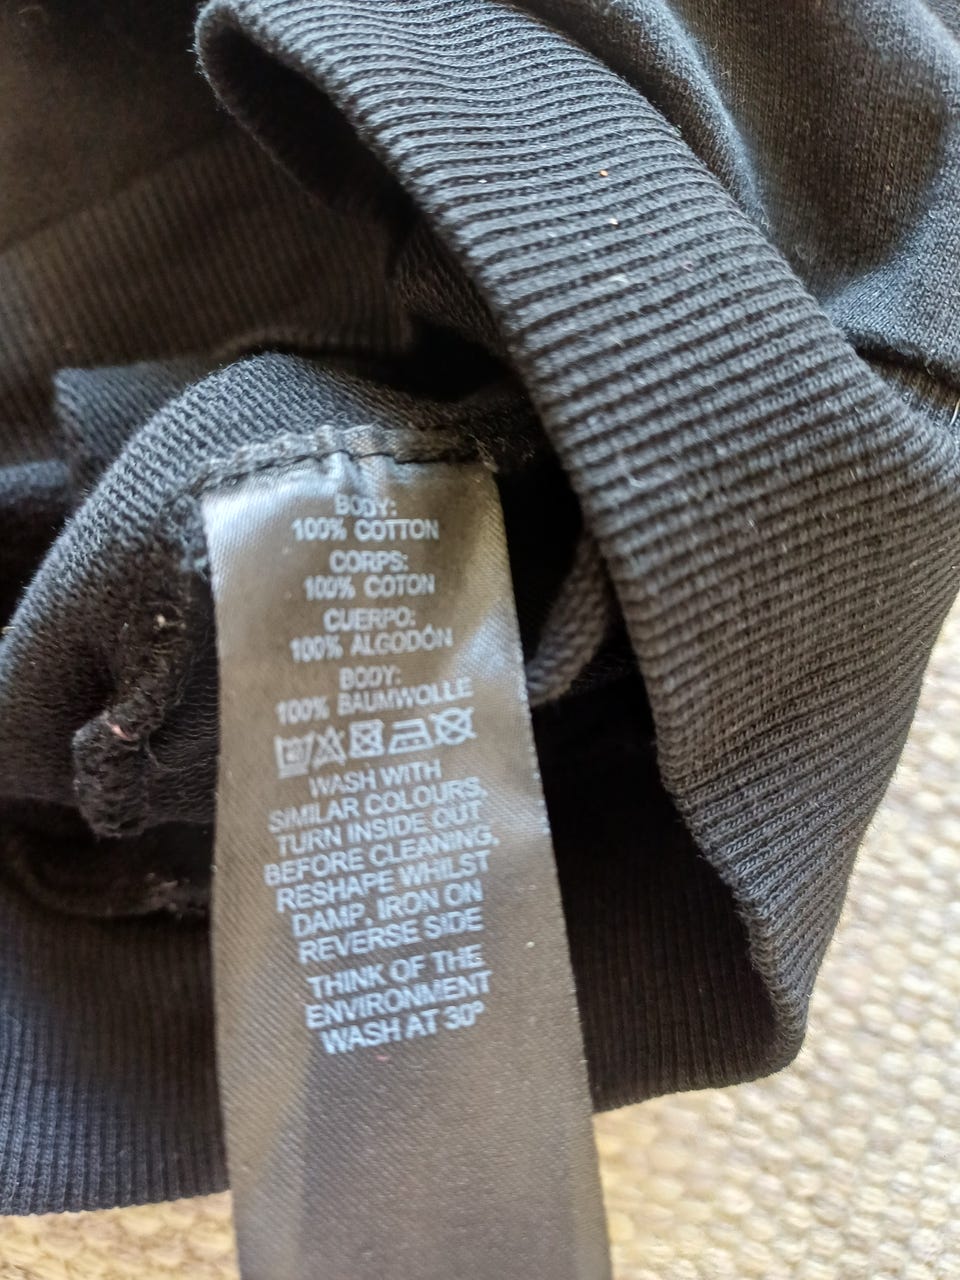 BODY:
100% COTTON
CORPS:
100% COTON
CUERPO:
100% ALGODÓN
BODY:
100% BAUMWOLLE
WASH WITH
SIMILAR COLOURS,
TURN INSIDE OUT
BEFORE CLEANING,
RESHAPE WHILST
DAMP, IRON ON
REVERSE SIDE
THINK OF THE
ENVIRONMENT
WASH AT 30º